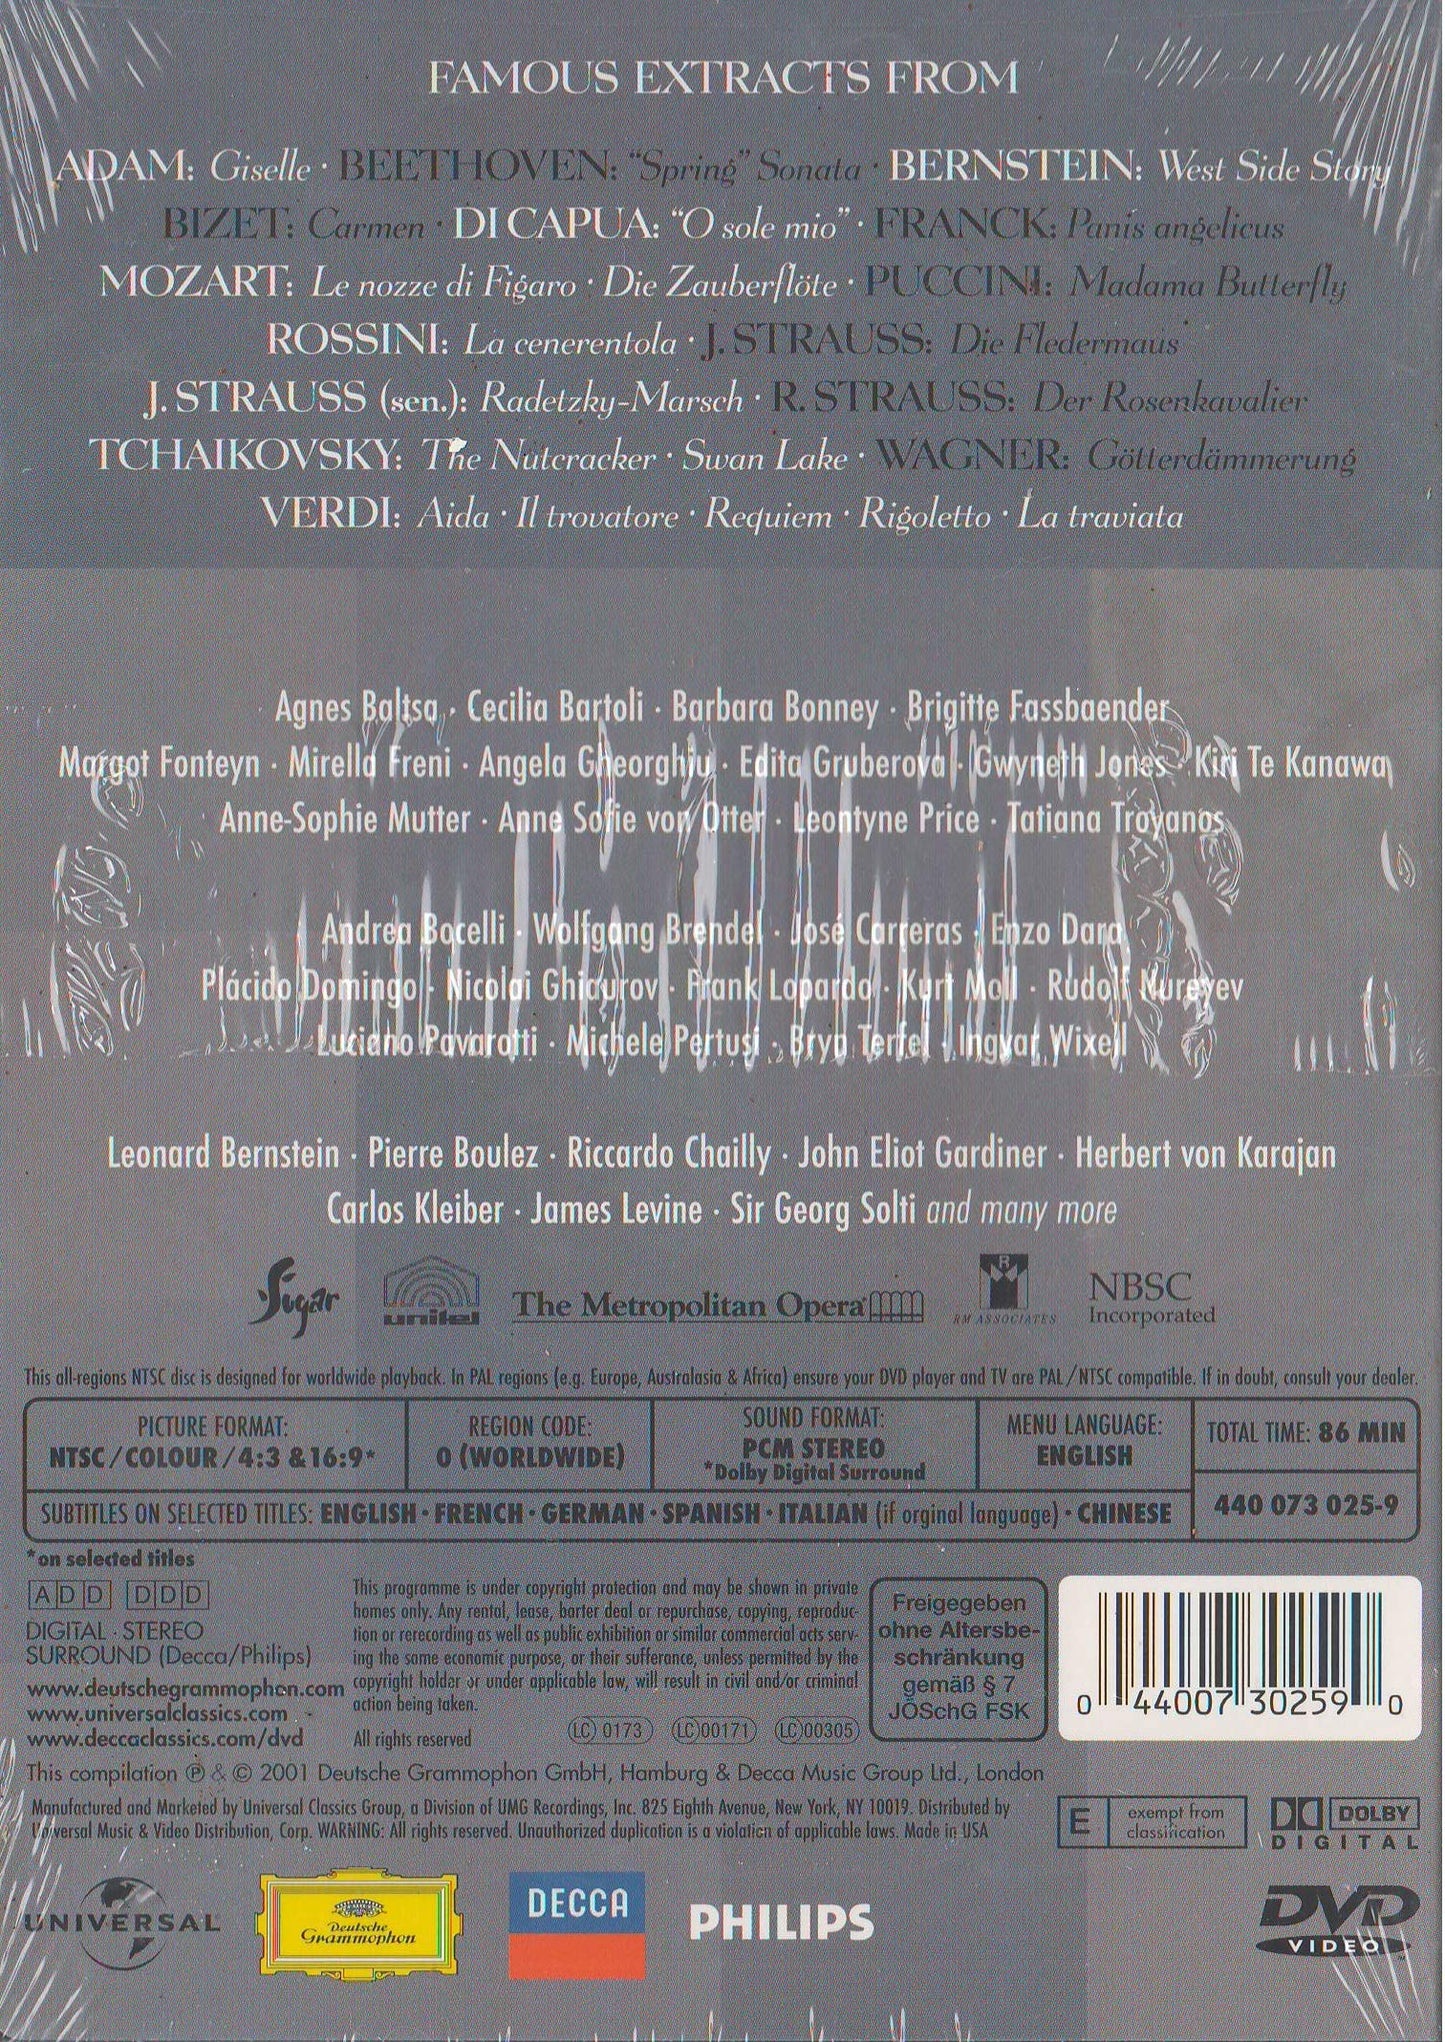 FAMOUS EXTRACTS FROM
ADAM: Giselle · BEETHOVEN: “Spring” Sonata · BERNSTEIN: West Side Story
BIZET: Carmen · DI CAPUA: “O sole mio” · FRANCK: Panis angelicus
MOZART: Le nozze di Figaro · Die Zauberflöte · PUCCINI: Madama Butterfly
ROSSINI: La cenerentola · J. STRAUSS: Die Fledermaus
J. STRAUSS (sen.): Radetzky-Marsch · R. STRAUSS: Der Rosenkavalier
TCHAIKOVSKY: The Nutcracker · Swan Lake · WAGNER: Götterdämmerung
VERDI: Aida · Il trovatore · Requiem · Rigoletto · La traviata
Agnes Baltsa · Cecilia Bartoli · Barbara Bonney · Brigitte Fassbaender
Margot Fonteyn · Mirella Freni · Angela Gheorghiu · Edita Gruberova · Gwyneth Jones · Kiri Te Kanawa
Anne-Sophie Mutter · Anne Sofie von Otter · Leontyne Price · Tatiana Troyanos
Andrea Bocelli · Wolfgang Brendel · José Carreras · Enzo Dara
Plácido Domingo · Nicolai Ghiaurov · Frank Lopardo · Kurt Moll · Rudolf Nureyev
Luciano Pavarotti · Michele Pertusi · Bryn Terfel · Ingvar Wixell
Leonard Bernstein · Pierre Boulez · Riccardo Chailly · John Eliot Gardiner · Herbert von Karajan
Carlos Kleiber · James Levine · Sir Georg Solti and many more
Sugar
unitel
The Metropolitan Opera
RM ASSOCIATES
NBSC
Incorporated
This all-regions NTSC disc is designed for worldwide playback. In PAL regions (e.g. Europe, Australasia & Africa) ensure your DVD player and TV are PAL/NTSC compatible. If in doubt, consult your dealer.
PICTURE FORMAT:
NTSC/COLOUR/4:3 & 16:9*
REGION CODE:
0 (WORLDWIDE)
SOUND FORMAT:
PCM STEREO
*Dolby Digital Surround
MENU LANGUAGE:
ENGLISH
TOTAL TIME: 86 MIN
SUBTITLES ON SELECTED TITLES: ENGLISH · FRENCH · GERMAN · SPANISH · ITALIAN (if orginal language) · CHINESE
440 073 025-9
*on selected titles
ADD DDD
DIGITAL · STEREO
SURROUND (Decca/Philips)
www.deutschegrammophon.com
www.universalclassics.com
www.deccaclassics.com/dvd
This programme is under copyright protection and may be shown in private
homes only. Any rental, lease, barter deal or repurchase, copying, reproduc-
tion or rerecording as well as public exhibition or similar commercial acts serv-
ing the same economic purpose, or their sufferance, unless permitted by the
copyright holder or under applicable law, will result in civil and/or criminal
action being taken.
All rights reserved
LC 0173 LC 00171 LC 00305
Freigegeben
ohne Altersbe-
schränkung
gemäß § 7
JÖSchG FSK
0 44007 30259 0
This compilation ℗ & © 2001 Deutsche Grammophon GmbH, Hamburg & Decca Music Group Ltd., London
Manufactured and Marketed by Universal Classics Group, a Division of UMG Recordings, Inc. 825 Eighth Avenue, New York, NY 10019. Distributed by
Universal Music & Video Distribution, Corp. WARNING: All rights reserved. Unauthorized duplication is a violation of applicable laws. Made in USA
E exempt from
classification
DOLBY
DIGITAL
UNIVERSAL
Deutsche
Grammophon
DECCA
PHILIPS
DVD
VIDEO